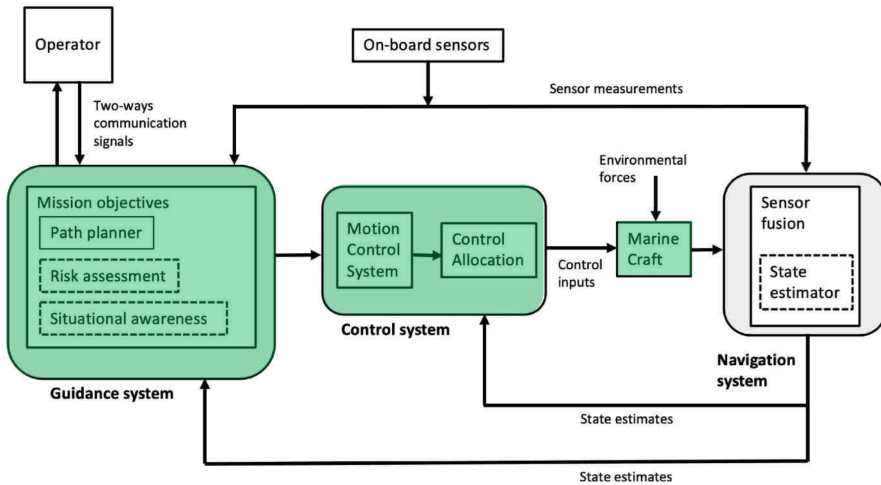 Operator
On-board sensors
Two-ways
communication
signals
Sensor measurements
Mission objectives
Path planner
Risk assessment
Situational awareness
Guidance system
Motion
Control
System
Control
Allocation
Control system
Control
inputs
Environmental
forces
Marine
Craft
Sensor
fusion
State
estimator
Navigation
system
State estimates
State estimates